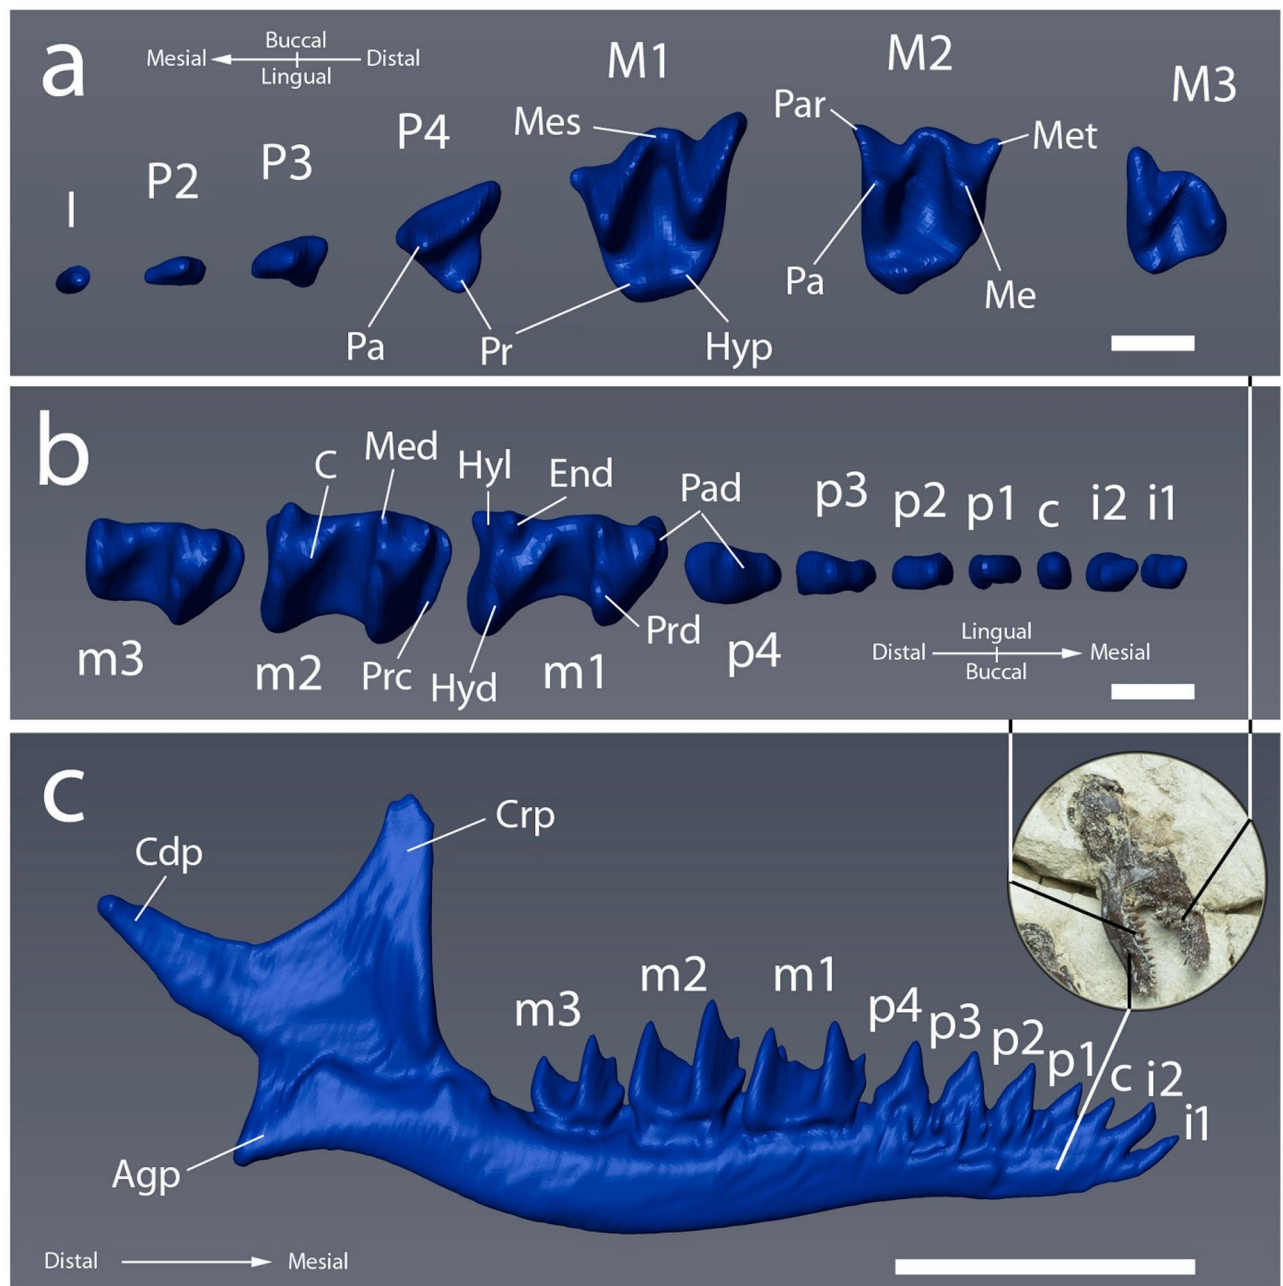 a
Mesial
Buccal
Lingual
Distal
I
P2
P3
P4
M1
M2
M3
Mes
Par
Met
Pa
Pr
Hyp
Pa
Me
b
C
Med
Hyl
End
Pad
p3
p2
p1
c
i2
i1
m3
m2
Prc
Hyd
m1
Prd
p4
Distal
Lingual
Buccal
Mesial
c
Cdp
Crp
m3
m2
m1
p4
p3
p2
p1
c
i2
i1
Agp
Distal
Mesial